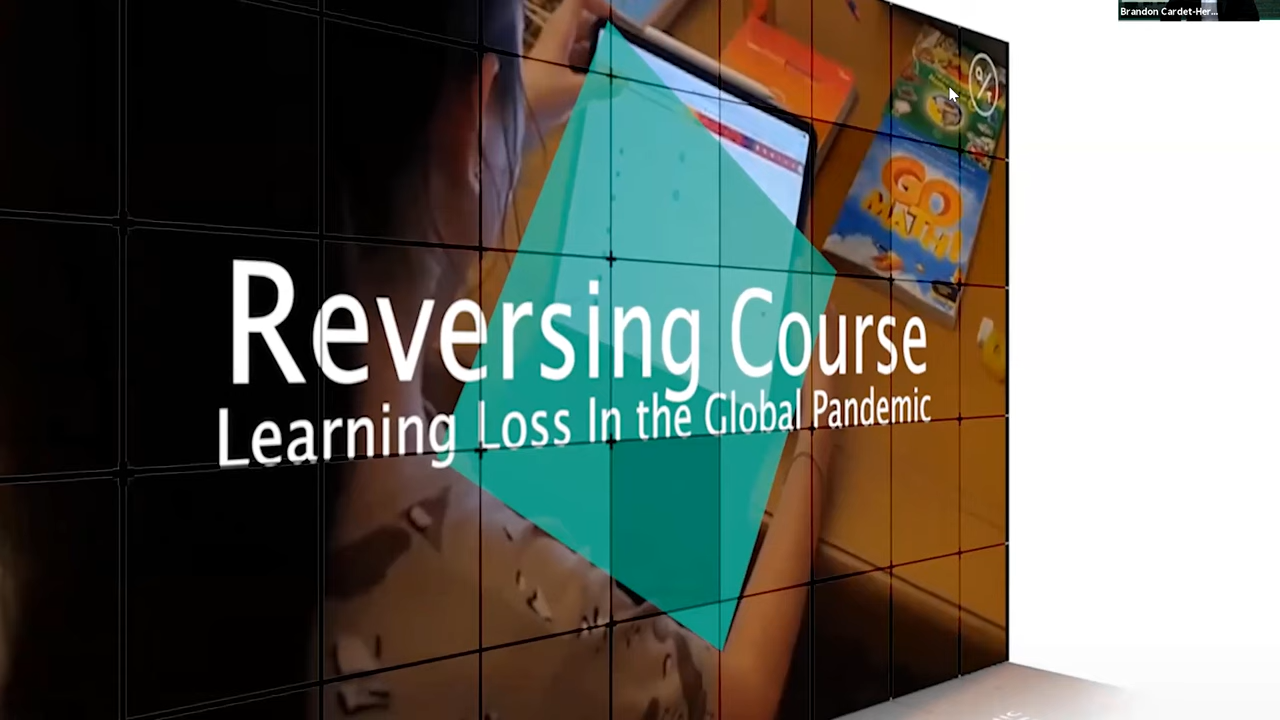 Brandon Cardet-Her...
GO
MATH!
Reversing Course
Learning Loss In the Global Pandemic